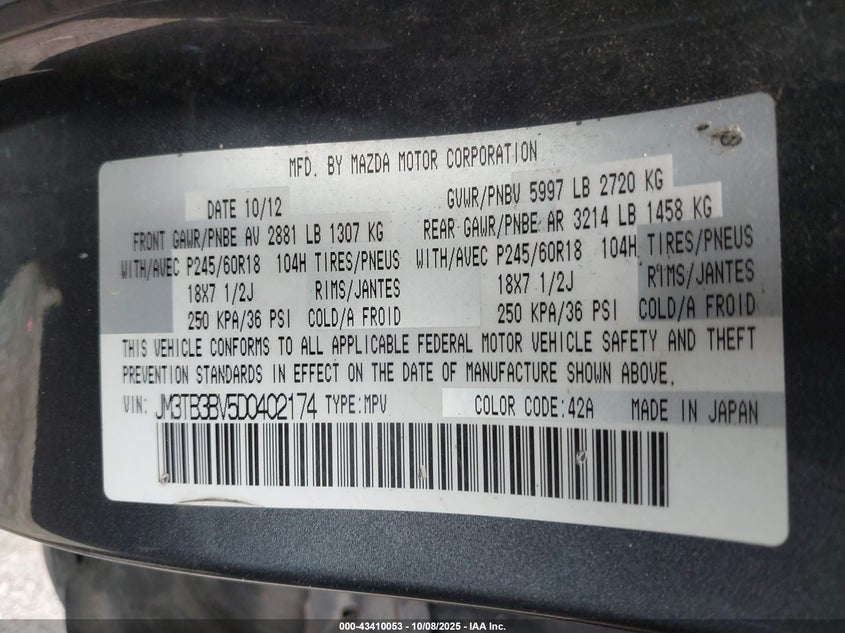 MFD. BY MAZDA MOTOR CORPORATION
DATE 10/12 GVWR/PNBV 5997 LB 2720 KG
FRONT GAWR/PNBE AV 2881 LB 1307 KG REAR GAWR/PNBE AR 3214 LB 1458 KG
WITH/AVEC P245/60R18 104H TIRES/PNEUS WITH/AVEC P245/60R18 104H TIRES/PNEUS
18X7 1/2J RIMS/JANTES 18X7 1/2J RIMS/JANTES
250 KPA/36 PSI COLD/A FROID 250 KPA/36 PSI COLD/A FROID
THIS VEHICLE CONFORMS TO ALL APPLICABLE FEDERAL MOTOR VEHICLE SAFETY AND THEFT
PREVENTION STANDARDS IN EFFECT ON THE DATE OF MANUFACTURE SHOWN ABOVE.
VIN: JM3TB3BV5D0402174 TYPE:MPV COLOR CODE:42A MADE IN JAPAN
000-43410053 - 10/08/2025 - IAA Inc.